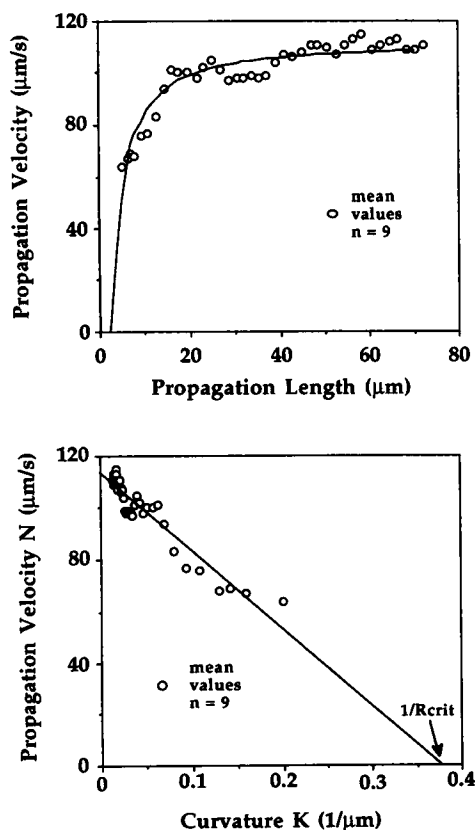 120
80
40
0
Propagation Velocity (μm/s)
mean
values
n = 9
0 20 40 60 80
Propagation Length (μm)
120
80
40
0
Propagation Velocity N (μm/s)
mean
values
n = 9
1/Rcrit
0 0.1 0.2 0.3 0.4
Curvature K (1/μm)